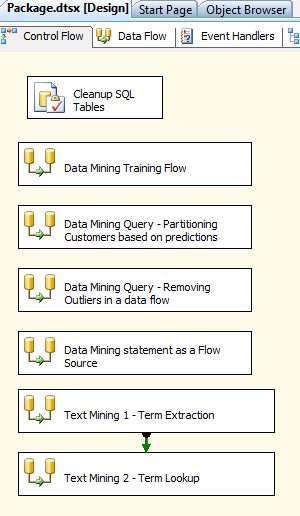 Package.dtsx [Design] Start Page Object Browser
Control Flow Data Flow Event Handlers
Cleanup SQL
Tables
Data Mining Training Flow
Data Mining Query - Partitioning
Customers based on predictions
Data Mining Query - Removing
Outliers in a data flow
Data Mining statement as a Flow
Source
Text Mining 1 - Term Extraction
Text Mining 2 - Term Lookup